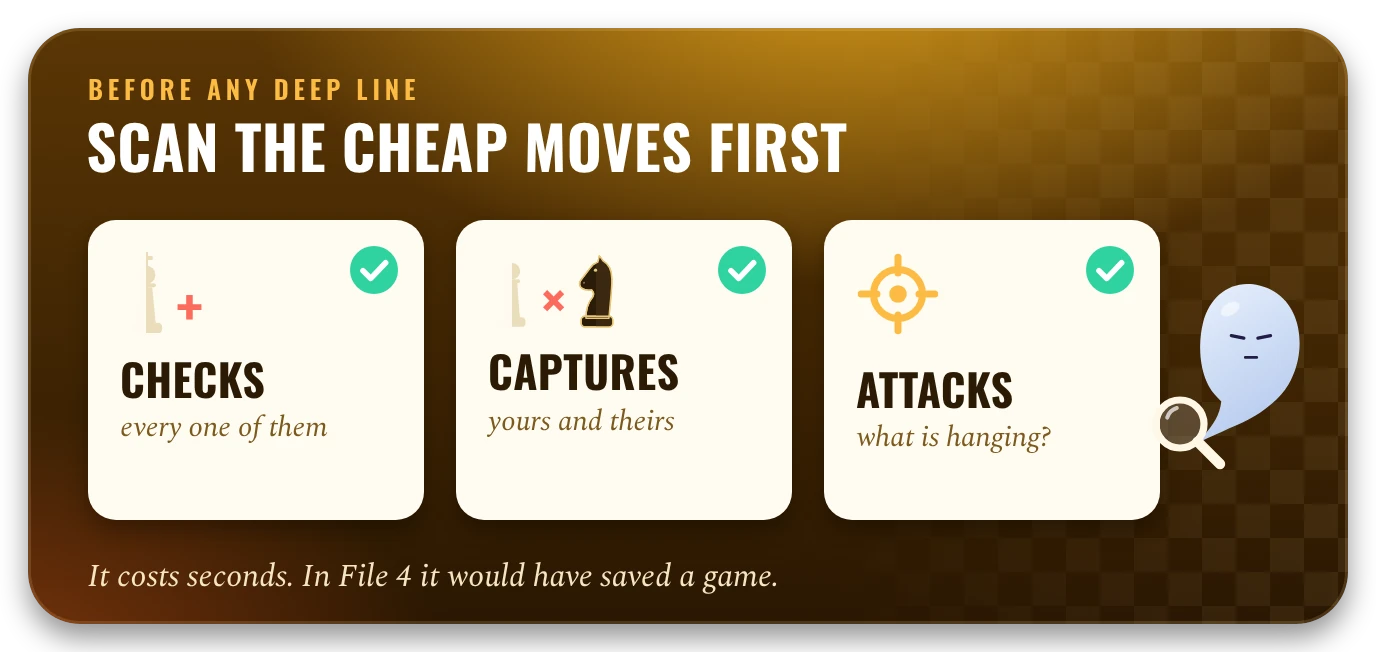 BEFORE ANY DEEP LINE
SCAN THE CHEAP MOVES FIRST
CHECKS
every one of them
CAPTURES
yours and theirs
ATTACKS
what is hanging?
It costs seconds. In File 4 it would have saved a game.